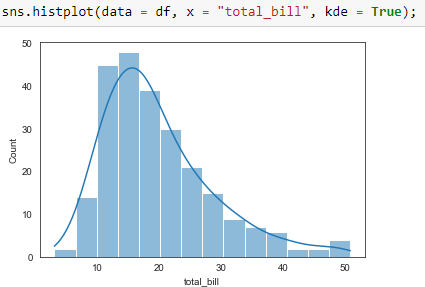 sns.histplot(data = df, x = "total_bill", kde = True);
50
40
30
20
10
0
Count
10 20 30 40 50
total_bill